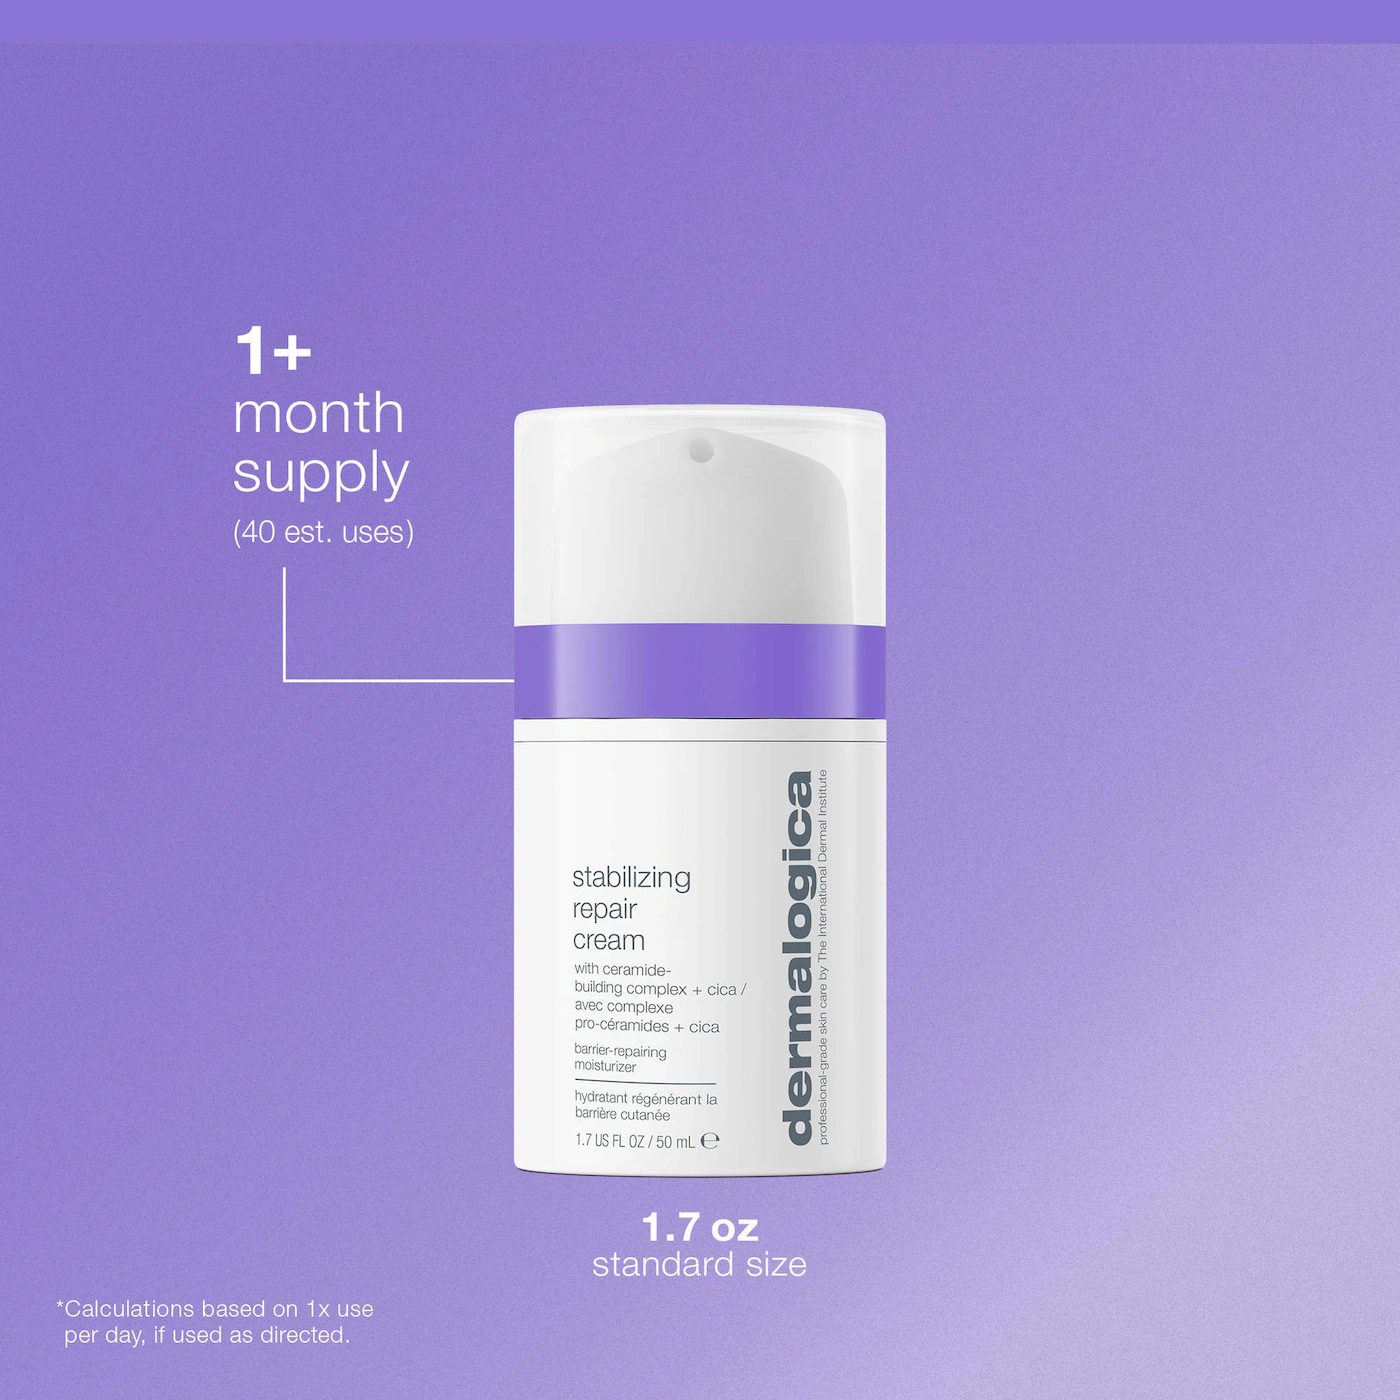 1+
month
supply
(40 est. uses)
stabilizing
repair
cream
with ceramide-
building complex + cica /
avec complexe
pro-céramides + cica
barrier-repairing
moisturizer
hydratant régénérant la
barrière cutanée
1.7 US FL OZ / 50 mL ℮
dermalogica
professional-grade skin care by The International Dermal Institute
1.7 oz
standard size
*Calculations based on 1x use
per day, if used as directed.